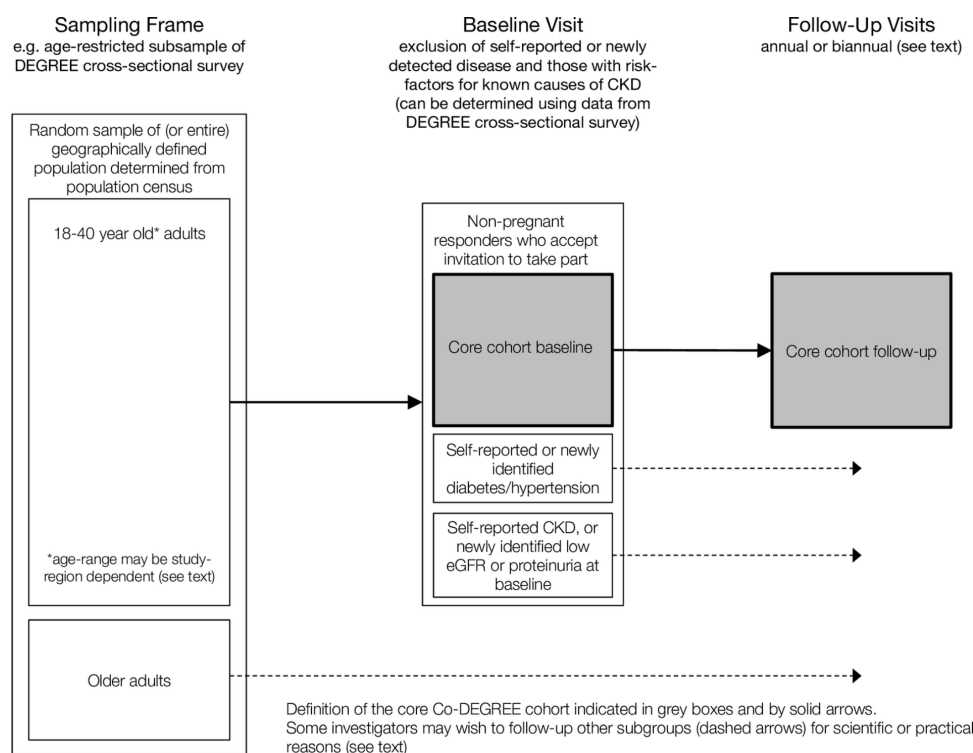 Sampling Frame
e.g. age-restricted subsample of
DEGREE cross-sectional survey
Baseline Visit
exclusion of self-reported or newly
detected disease and those with risk-
factors for known causes of CKD
(can be determined using data from
DEGREE cross-sectional survey)
Follow-Up Visits
annual or biannual (see text)
Random sample of (or entire)
geographically defined
population determined from
population census
18-40 year old* adults
*age-range may be study-
region dependent (see text)
Older adults
Non-pregnant
responders who accept
invitation to take part
Core cohort baseline
Self-reported or newly
identified
diabetes/hypertension
Self-reported CKD, or
newly identified low
eGFR or proteinuria at
baseline
Core cohort follow-up
Definition of the core Co-DEGREE cohort indicated in grey boxes and by solid arrows.
Some investigators may wish to follow-up other subgroups (dashed arrows) for scientific or practical
reasons (see text)